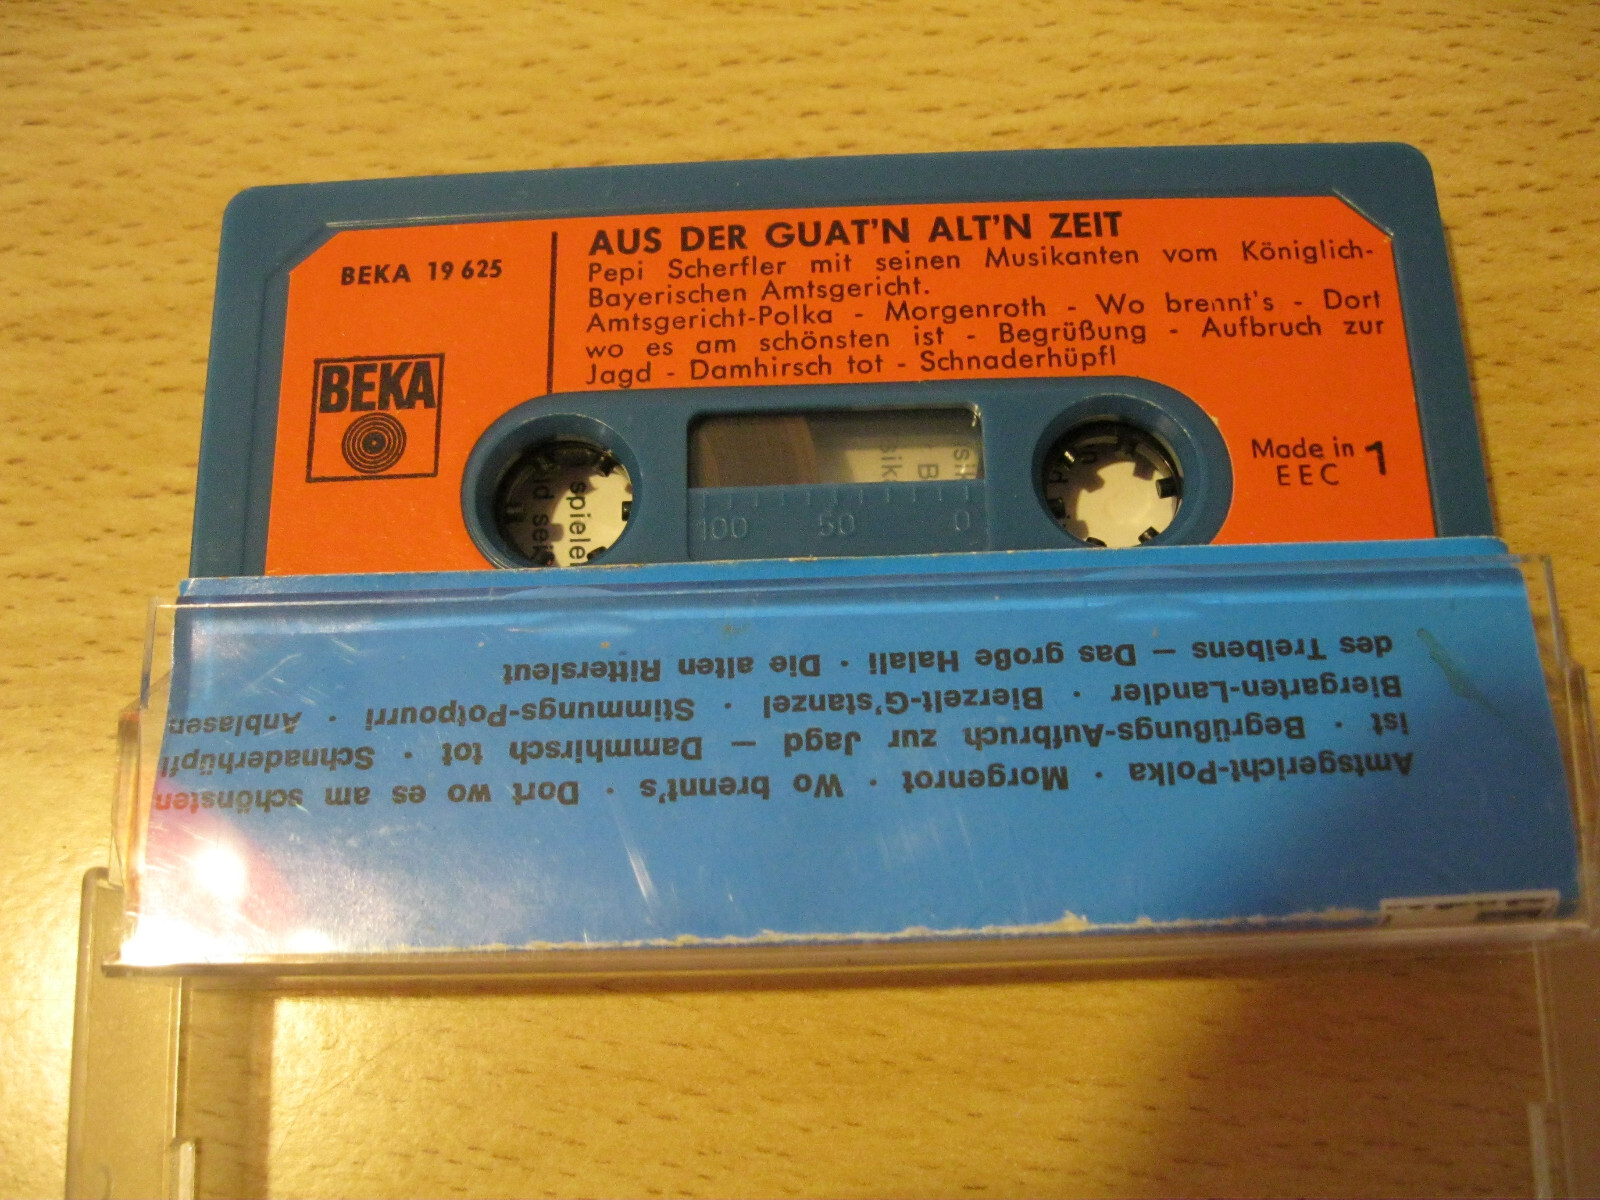 BEKA 19 625
AUS DER GUAT'N ALT'N ZEIT
Pepi Scherfler mit seinen Musikanten vom Königlich-
Bayerischen Amtsgericht.
Amtsgericht-Polka - Morgenroth - Wo brennt's - Dort
wo es am schönsten ist - Begrüßung - Aufbruch zur
Jagd - Damhirsch tot - Schnaderhüpfl
BEKA
Made in
EEC
1
100 50 0
Amtsgericht-Polka · Morgenrot · Wo brennt's · Dort wo es am schönsten
ist · Begrüßungs-Aufbruch zur Jagd – Dammhirsch tot · Schnaderhüpfl
Biergarten-Landler · Bierzelt-G'stanzel · Stimmungs-Potpourri · Anblasen
des Treibens – Das große Halali · Die alten Rittersleut